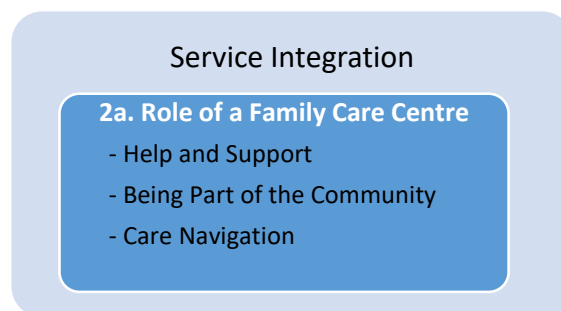 Service Integration
2a. Role of a Family Care Centre
- Help and Support
- Being Part of the Community
- Care Navigation